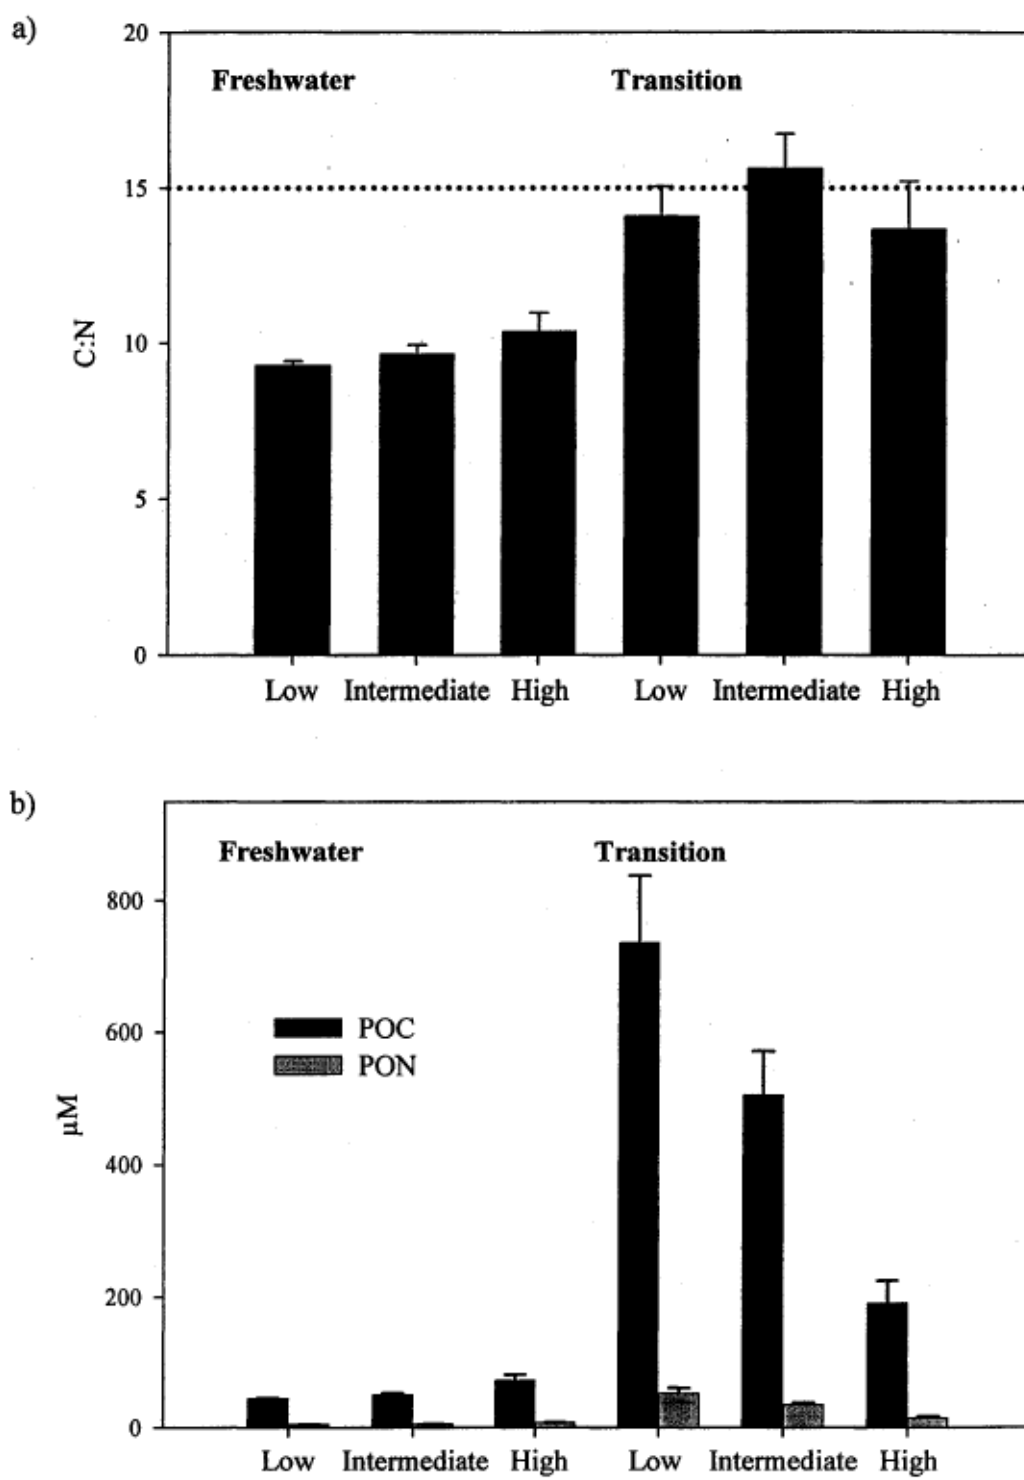 a)
20
Freshwater Transition
15
C:N
10
5
0
Low Intermediate High Low Intermediate High
b)
Freshwater Transition
800
POC
600
PON
µM
400
200
0
Low Intermediate High Low Intermediate High